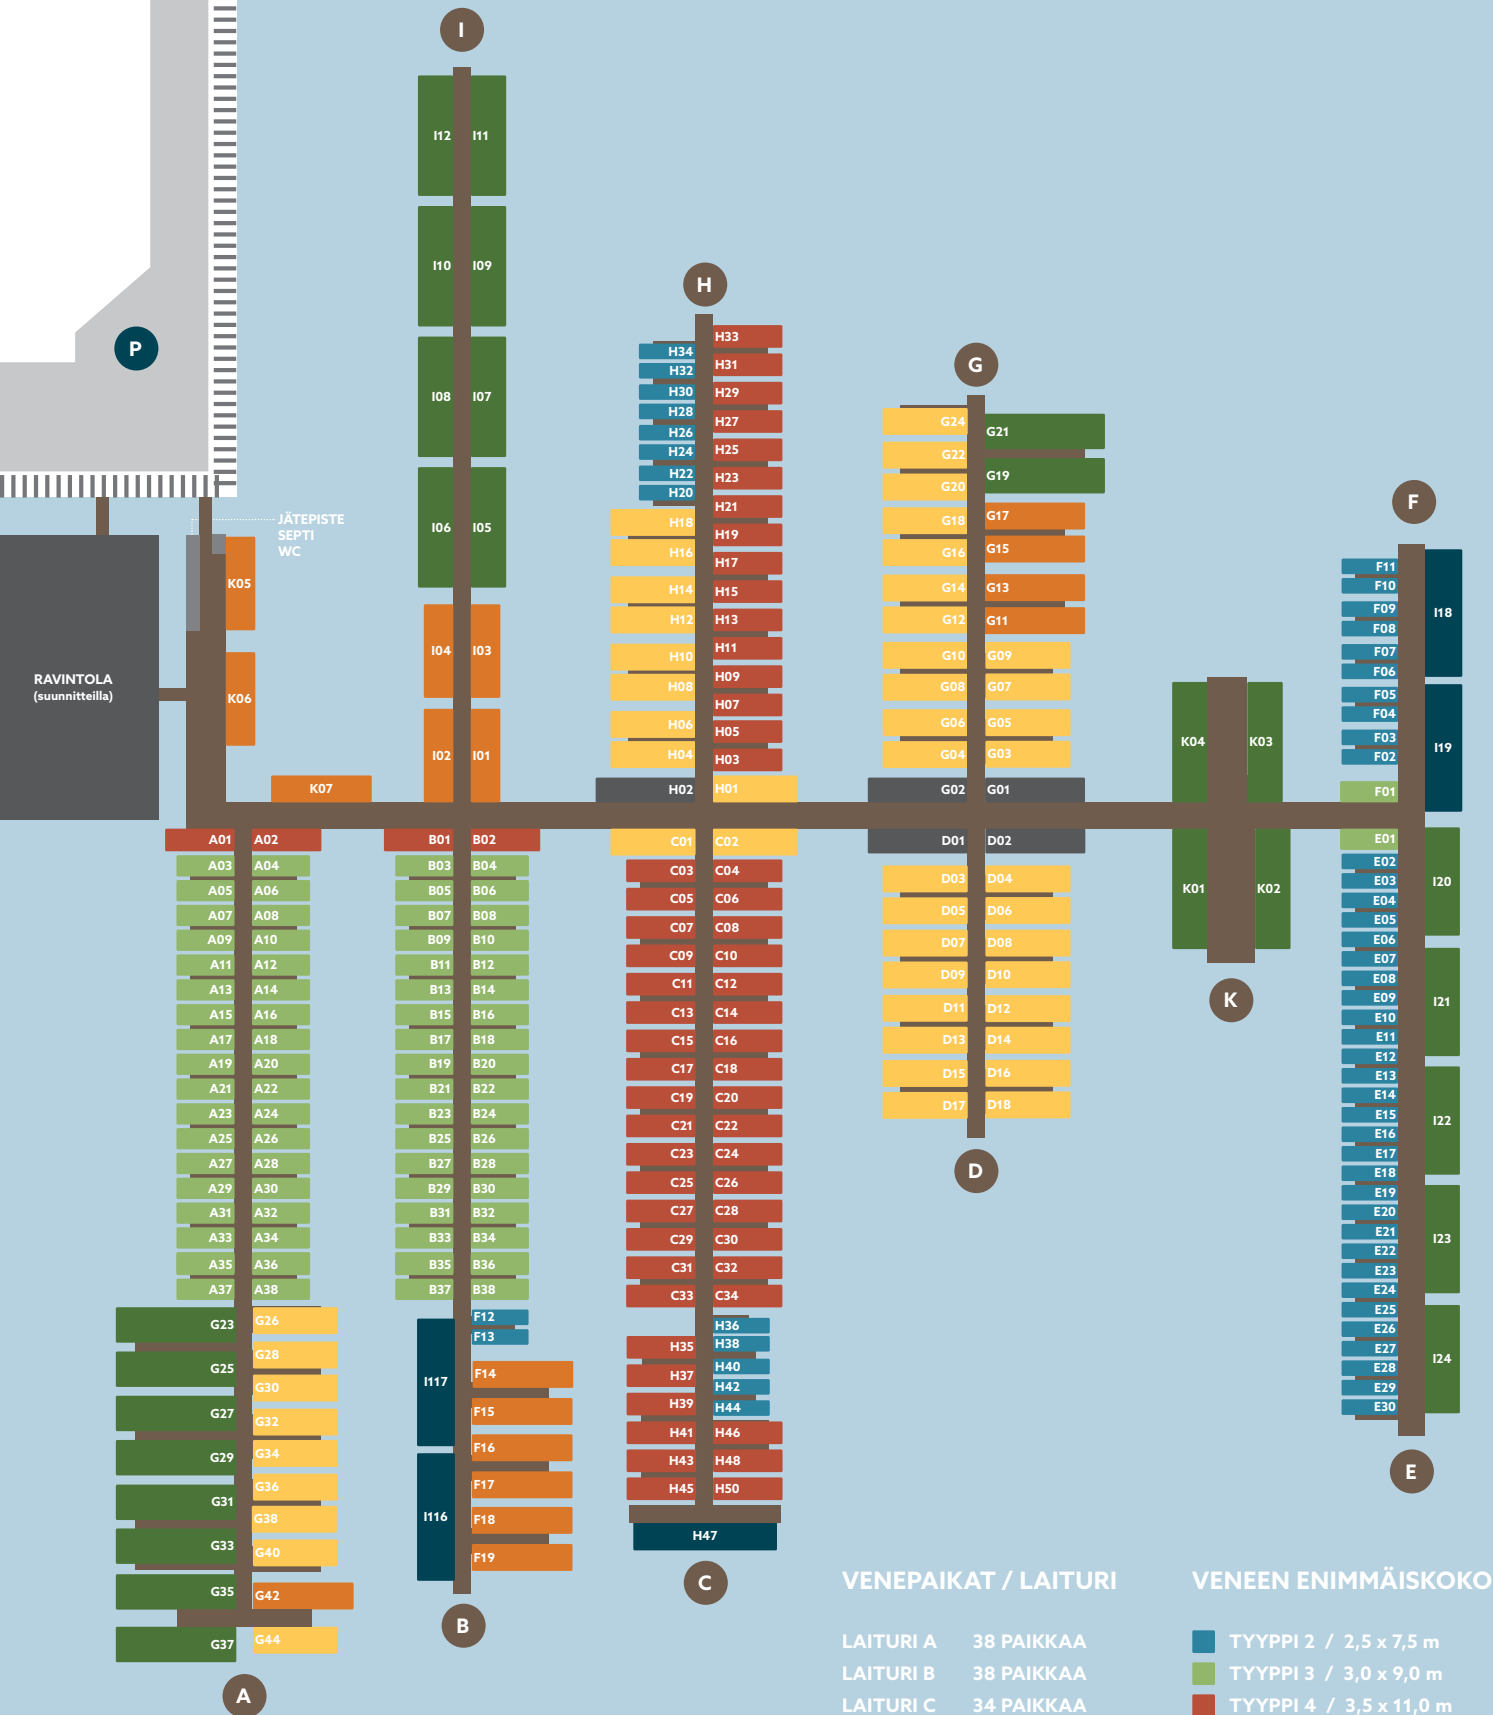 I
I12 I11
I10 I09
H
P
H33
H34
G
H31
H32
H30 H29
I08 I07
H28
H27
G24
G21
H26
H24 H25
G22
H22 H23
G19
H20
G20
F
H21
G17
JÄTEPISTE
G18
H18
I06 I05
SEPTI
H19
WC
H16
G16 G15
H17
F11
K05
F10
G14 G13
H14 H15
F09
I18
H12 H13
G12 G11
F08
I04 I03
H11
F07
H10
G10 G09
F06
RAVINTOLA
H09
(suunnitteilla)
H08
G08 G07
F05
K06
H07
F04
H06
G06 G05
H05
F03
K04 K03
I19
I02 I01
H04 H03
G04 G03
F02
K07
H02 H01
G02 G01
F01
A01 A02
B01 B02
C01 C02
D01 D02
E01
A03 A04
B03 B04
C03 C04
E02
D03 D04
E03
I20
A05 A06
B05 B06
K01 K02
C05 C06
E04
A07 A08
B07 B08
D05 D06
E05
C07 C08
A09 A10
B09 B10
D07 D08
E06
C09 C10
E07
A11 A12
B11 B12
D09 D10
E08
C11 C12
A13 A14
B13 B14
E09
K
I21
D11 D12
C13 C14
A15 A16
B15 B16
E10
A17 A18
B17 B18
C15 C16
D13 D14
E11
E12
A19 A20
B19 B20
C17 C18
D15 D16
E13
A21 A22
B21 B22
E14
C19 C20
D17 D18
A23 A24
B23 B24
E15
I22
C21 C22
E16
A25 A26
B25 B26
C23 C24
E17
A27 A28
B27 B28
D
E18
C25 C26
A29 A30
B29 B30
E19
C27 C28
E20
A31 A32
B31 B32
E21
A33 A34
B33 B34
C29 C30
I23
E22
A35 A36
B35 B36
C31 C32
E23
A37 A38
B37 B38
C33 C34
E24
E25
G23 G26
F12
H36
E26
F13
H35 H38
E27
G28
I24
G25
H40
E28
F14
H37
I117
G30
H42
E29
H39 H44
E30
G27
F15
G32
H41 H46
G29 G34
F16
H43 H48
E
G36
F17
H45 H50
G31
G38
I116
F18
H47
G33 G40
F19
C
VENEPAIKAT / LAITURI
VENEEN ENIMMÄISKOKO
G35 G42
B
G37 G44
LAITURI A 38 PAIKKAA
TYYPPI 2 / 2,5 x 7,5 m
LAITURI B 38 PAIKKAA
TYYPPI 3 / 3,0 x 9,0 m
A
LAITURI C 34 PAIKKAA
TYYPPI 4 / 3,5 x 11,0 m